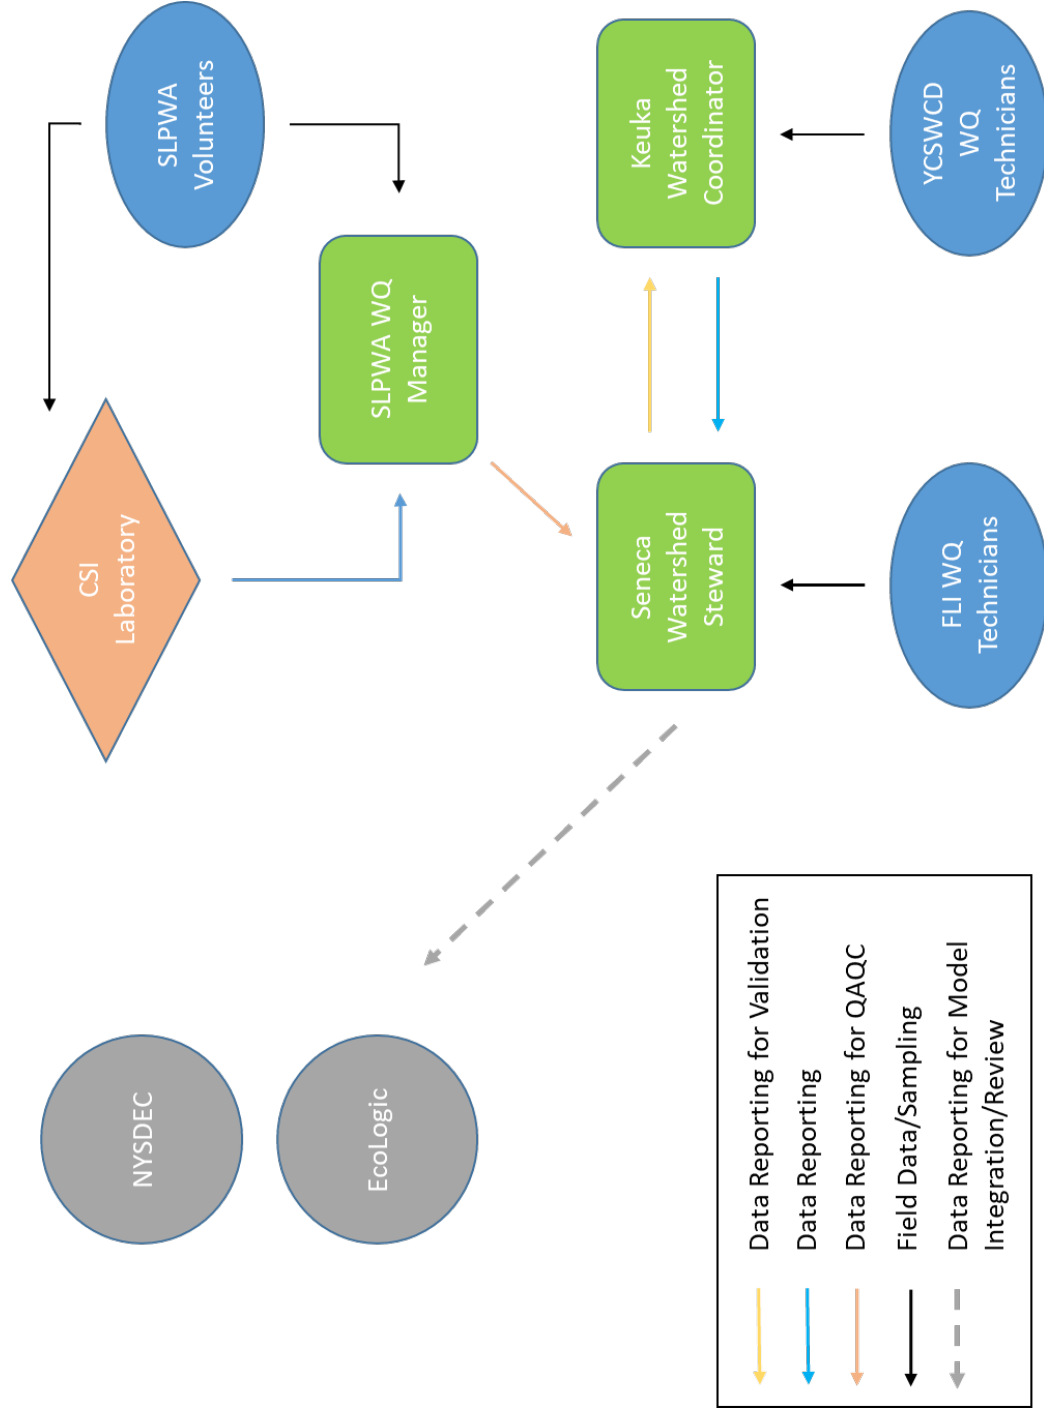 CSI
Laboratory
NYSDEC
SLPWA
Volunteers
EcoLogic
SLPWA WQ
Manager
Seneca
Watershed
Steward
Keuka
Watershed
Coordinator
Data Reporting for Validation
Data Reporting
Data Reporting for QAQC
Field Data/Sampling
Data Reporting for Model
Integration/Review
FLI WQ
Technicians
YCSWCD
WQ
Technicians